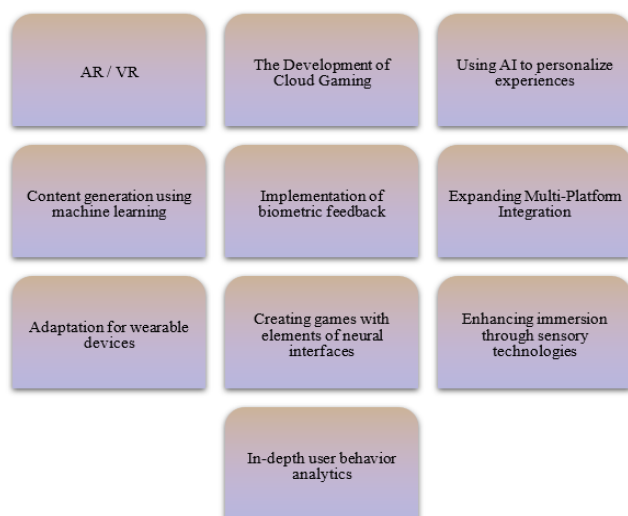 AR / VR
The Development of
Cloud Gaming
Using AI to personalize
experiences
Content generation using
machine learning
Implementation of
biometric feedback
Expanding Multi-Platform
Integration
Adaptation for wearable
devices
Creating games with
elements of neural
interfaces
Enhancing immersion
through sensory
technologies
In-depth user behavior
analytics